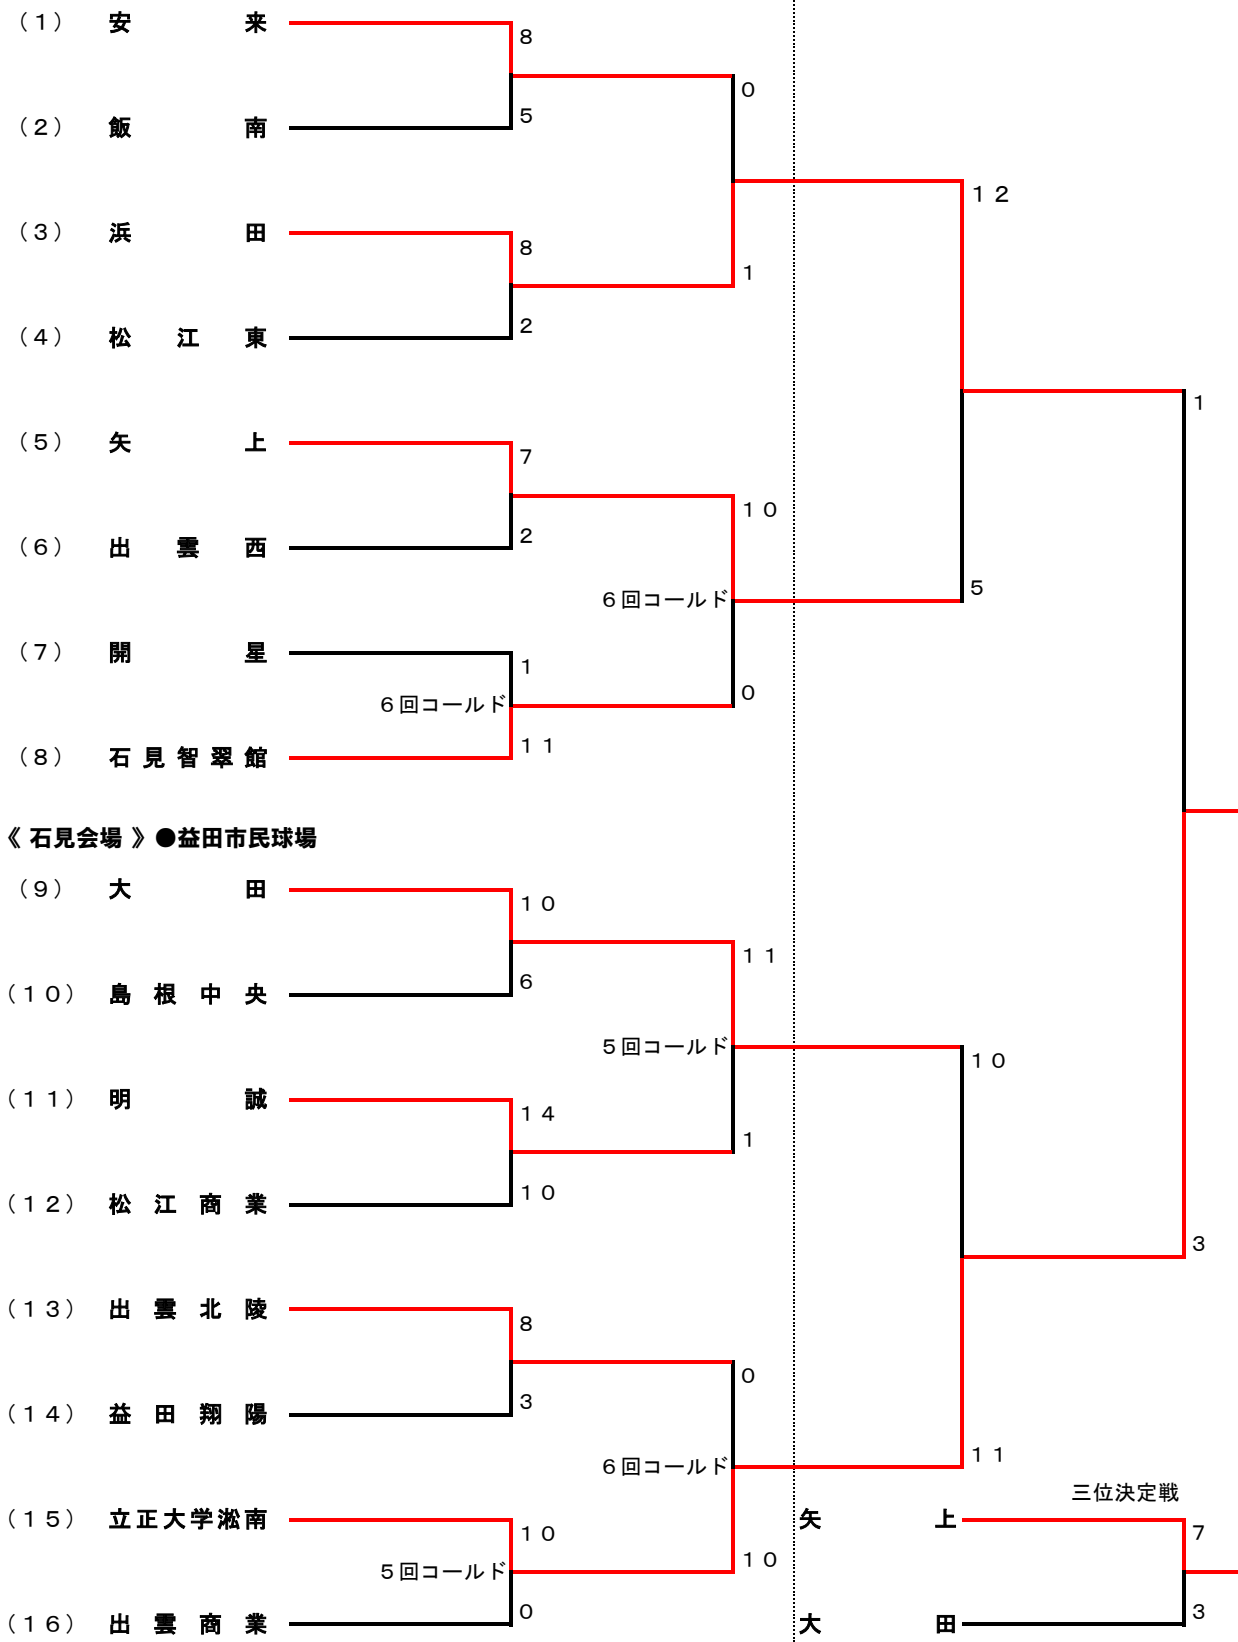 （１） 安来
8
0
（２） 飯南
5
１２
（３） 浜田
8
1
（４） 松江東
2
1
（５） 矢上
7
１０
（６） 出雲西
2
６回コールド
5
（７） 開星
1
0
６回コールド
（８） 石見智翠館
１１
《 石見会場 》●益田市民球場
（９） 大田
１０
１１
（１０） 島根中央
6
５回コールド
１０
（１１） 明誠
１４
1
（１２） 松江商業
１０
3
（１３） 出雲北陵
8
0
（１４） 益田翔陽
3
６回コールド
１１
三位決定戦
（１５） 立正大学淞南
１０
矢上
7
５回コールド
１０
（１６） 出雲商業
0
大田
3